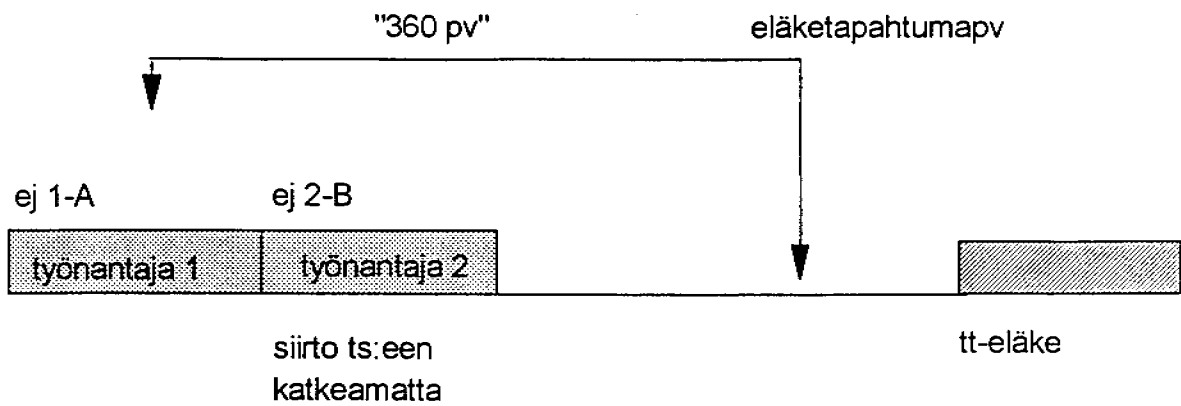 "360 pv" eläketapahtumapv
ej 1-A ej 2-B
työnantaja 1 työnantaja 2
siirto ts:een
katkeamatta
tt-eläke